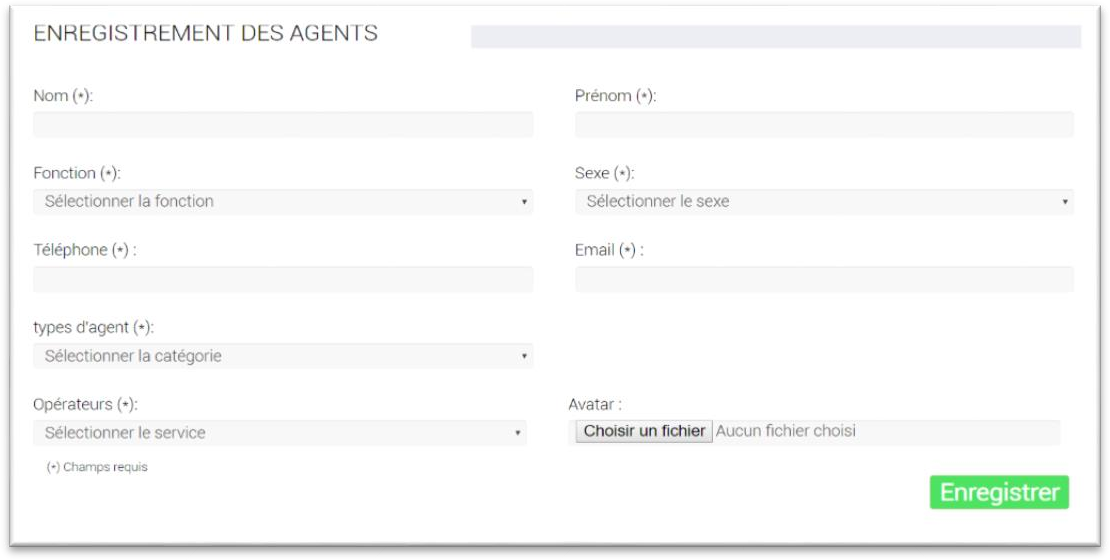 ENREGISTREMENT DES AGENTS
Nom (*):
Prénom (*):
Fonction (*):
Sexe (*):
Sélectionner la fonction
Sélectionner le sexe
Téléphone (*) :
Email (*) :
types d'agent (*):
Sélectionner la catégorie
Opérateurs (*):
Avatar :
Sélectionner le service
Choisir un fichier Aucun fichier choisi
(*) Champs requis
Enregistrer